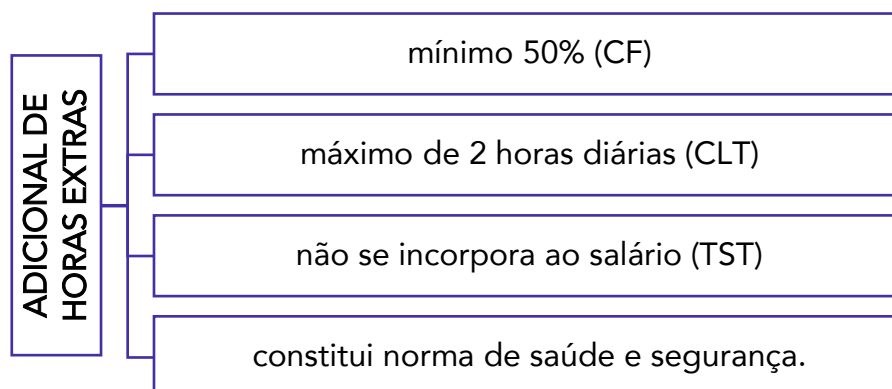 ADICIONAL DE
HORAS EXTRAS
mínimo 50% (CF)
máximo de 2 horas diárias (CLT)
não se incorpora ao salário (TST)
constitui norma de saúde e segurança.